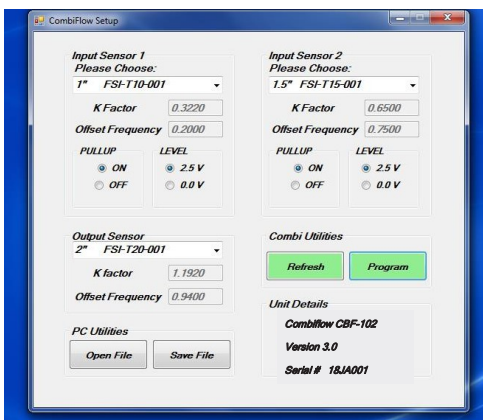 CombiFlow Setup
Input Sensor 1
Please Choose:
1" FSI-T10-001
K Factor 0.3220
Offset Frequency 0.2000
PULLUP LEVEL
ON 2.5 V
OFF 0.0 V
Input Sensor 2
Please Choose:
1.5" FSI-T15-001
K Factor 0.6500
Offset Frequency 0.7500
PULLUP LEVEL
ON 2.5 V
OFF 0.0 V
Output Sensor
2" FSI-T20-001
K factor 1.1920
Offset Frequency 0.9400
Combi Utilities
Refresh Program
PC Utilities
Open File Save File
Unit Details
Combiflow CBF-102
Version 3.0
Serial # 18JA001